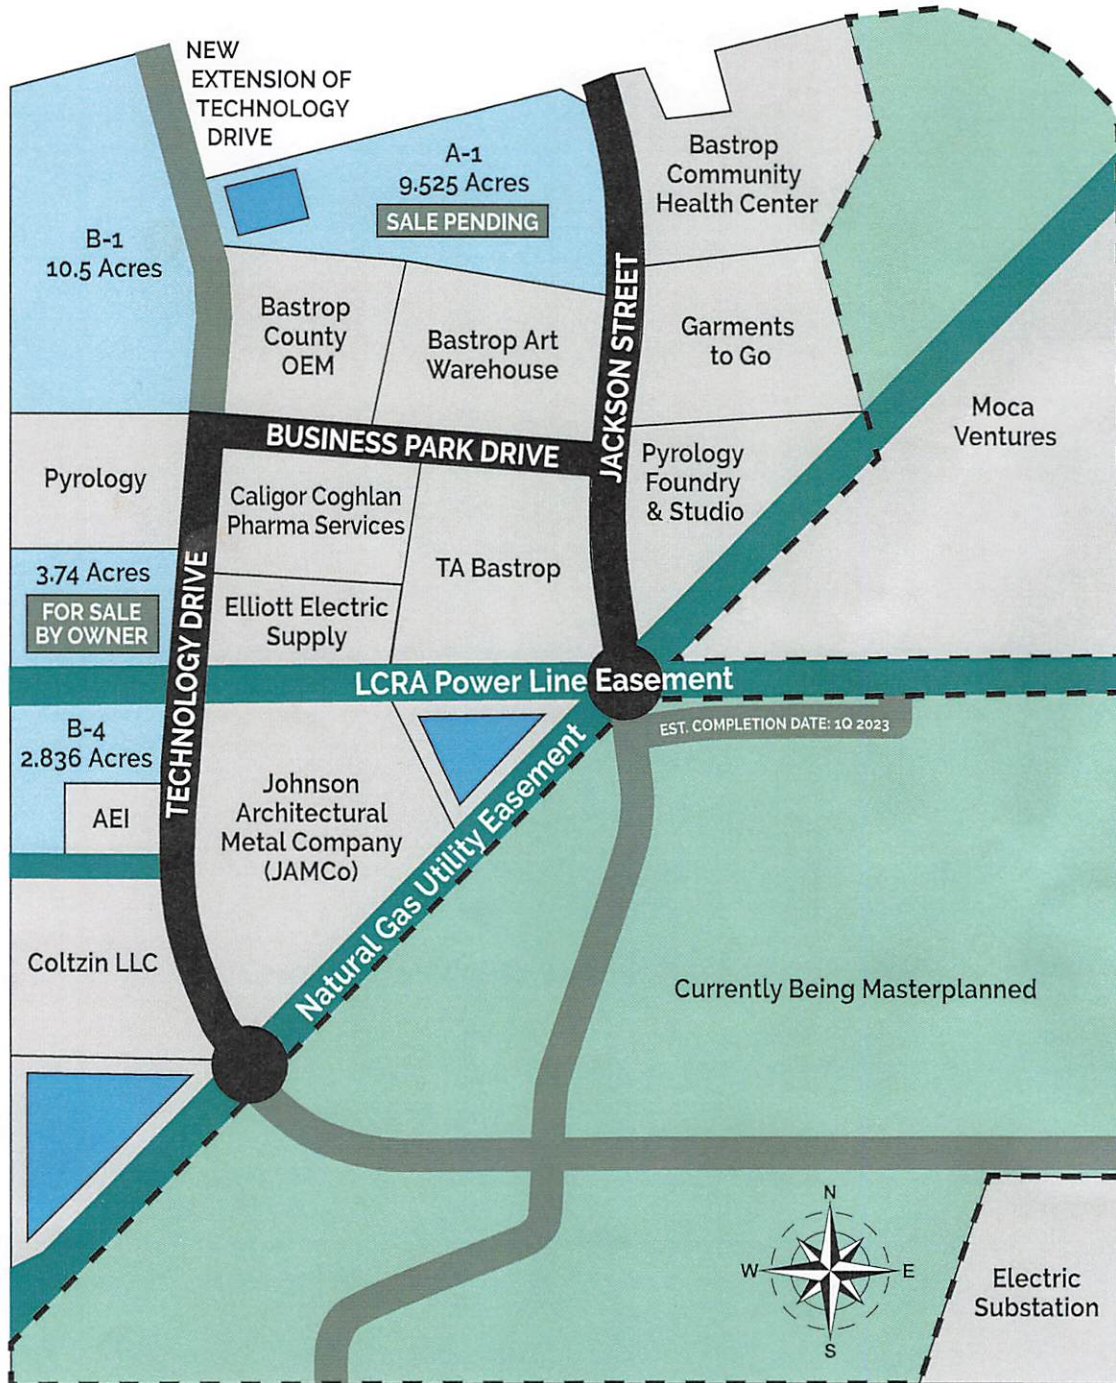 NEW
EXTENSION OF
TECHNOLOGY
DRIVE
A-1
9.525 Acres
SALE PENDING
Bastrop
Community
Health Center
B-1
10.5 Acres
Bastrop
County
OEM
Bastrop Art
Warehouse
JACKSON STREET
Garments
to Go
Moca
Ventures
BUSINESS PARK DRIVE
Pyrology
Caligor Coghlan
Pharma Services
Pyrology
Foundry
& Studio
TA Bastrop
3.74 Acres
FOR SALE
BY OWNER
TECHNOLOGY DRIVE
Elliott Electric
Supply
LCRA Power Line Easement
B-4
2.836 Acres
EST. COMPLETION DATE: 1Q 2023
AEI
Johnson
Architectural
Metal Company
(JAMCo)
Natural Gas Utility Easement
Coltzin LLC
Currently Being Masterplanned
N
W
E
S
Electric
Substation